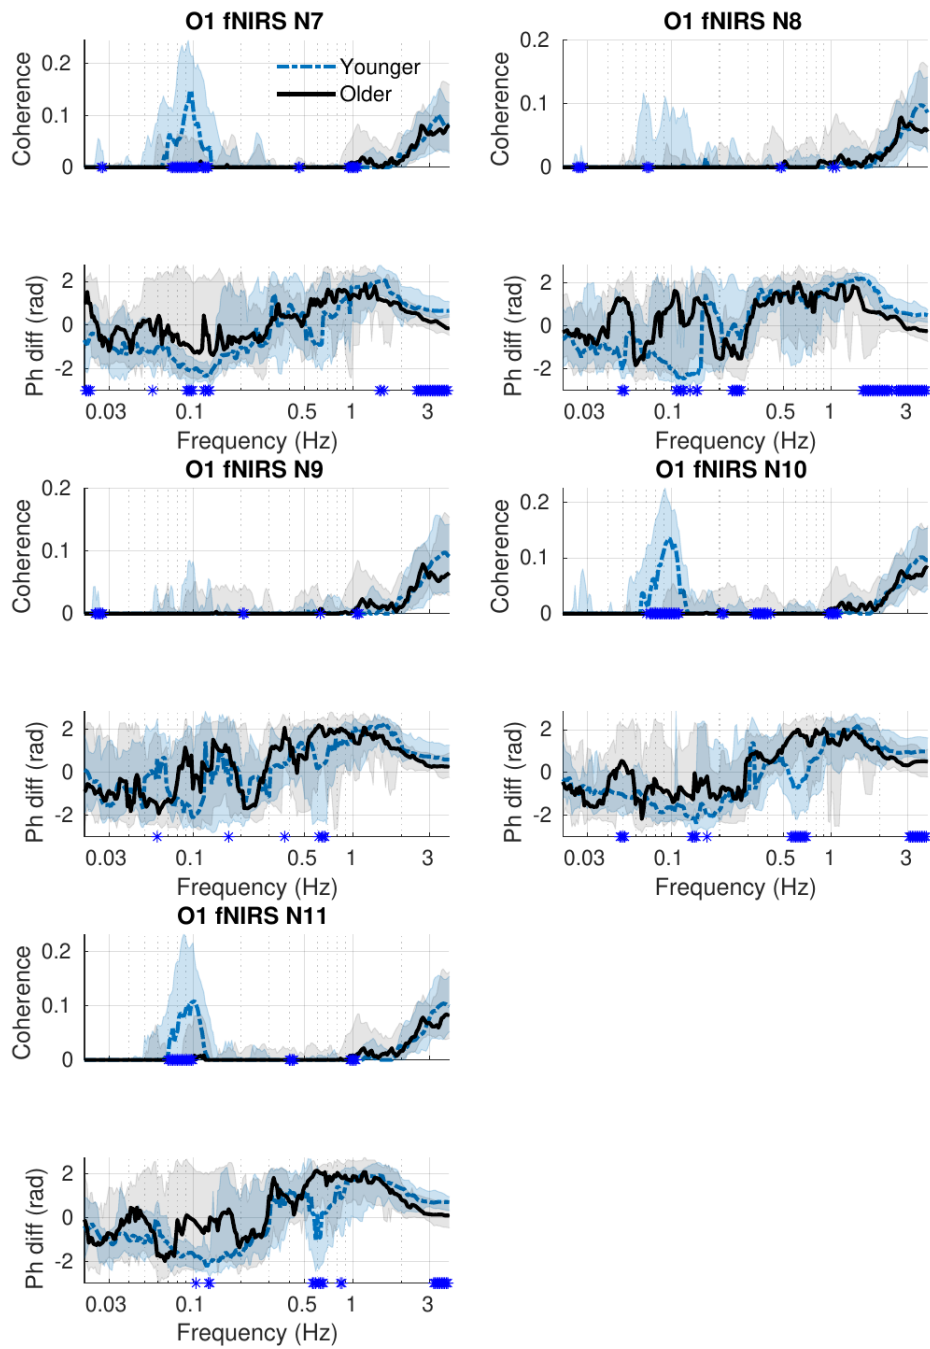 O1 fNIRS N7
Coherence
0.2
0.1
0
Younger
Older
Ph diff (rad)
2
0
-2
0.03 0.1 0.5 1 3
Frequency (Hz)
O1 fNIRS N8
Coherence
0.2
0.1
0
Ph diff (rad)
2
0
-2
0.03 0.1 0.5 1 3
Frequency (Hz)
O1 fNIRS N9
Coherence
0.2
0.1
0
Ph diff (rad)
2
0
-2
0.03 0.1 0.5 1 3
Frequency (Hz)
O1 fNIRS N10
Coherence
0.2
0.1
0
Ph diff (rad)
2
0
-2
0.03 0.1 0.5 1 3
Frequency (Hz)
O1 fNIRS N11
Coherence
0.2
0.1
0
Ph diff (rad)
2
0
-2
0.03 0.1 0.5 1 3
Frequency (Hz)